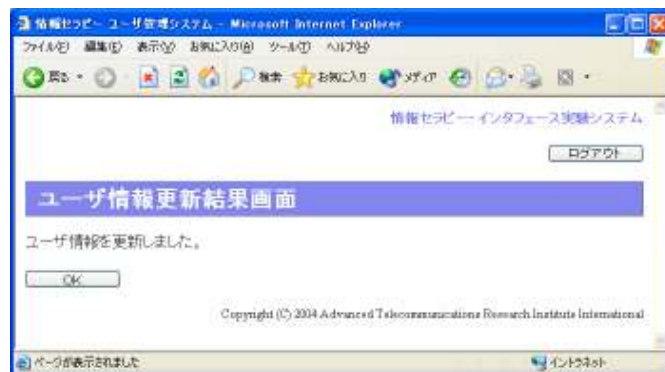 情報セラピー ユーザ管理システム - Microsoft Internet Explorer
ファイル(F) 編集(E) 表示(V) お気に入り(A) ツール(T) ヘルプ(H)
戻る 検索 お気に入り メディア
情報セラピー インタフェース実験システム
ログアウト
ユーザ情報更新結果画面
ユーザ情報を更新しました。
OK
Copyright (C) 2004 Advanced Telecommunications Research Institute International
ページが表示されました イントラネット